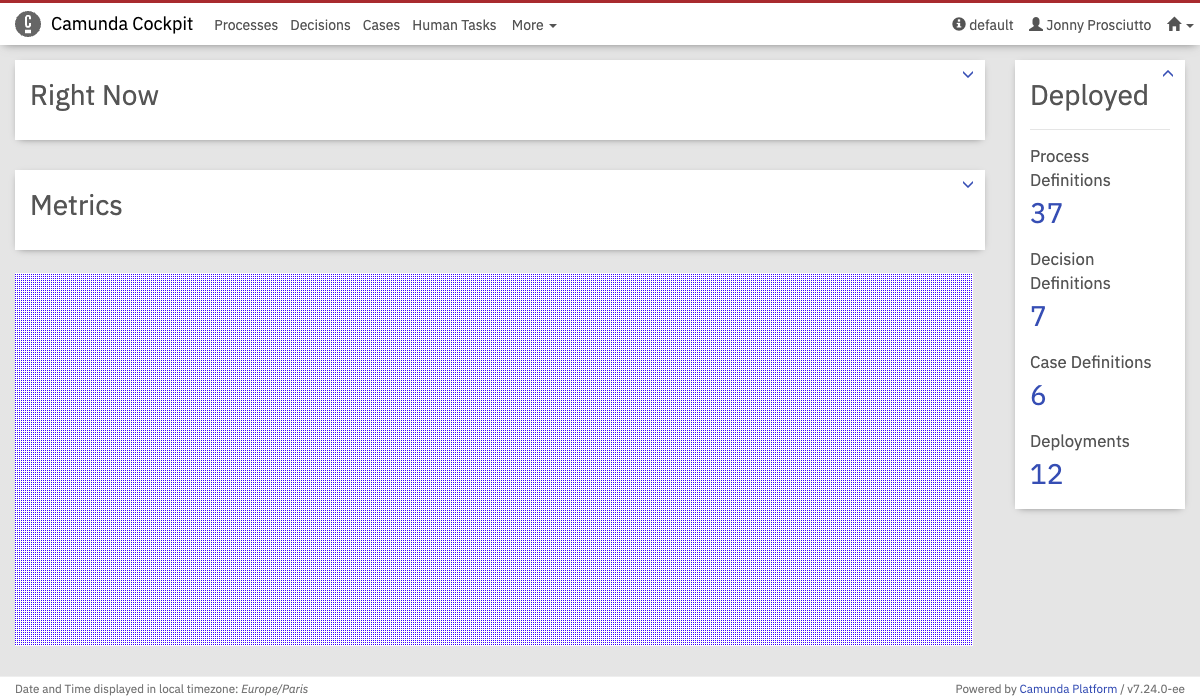 Camunda Cockpit Processes Decisions Cases Human Tasks More default Jonny Prosciutto
Right Now
Metrics
Deployed
Process
Definitions
37
Decision
Definitions
7
Case Definitions
6
Deployments
12
Date and Time displayed in local timezone: Europe/Paris Powered by Camunda Platform / v7.24.0-ee